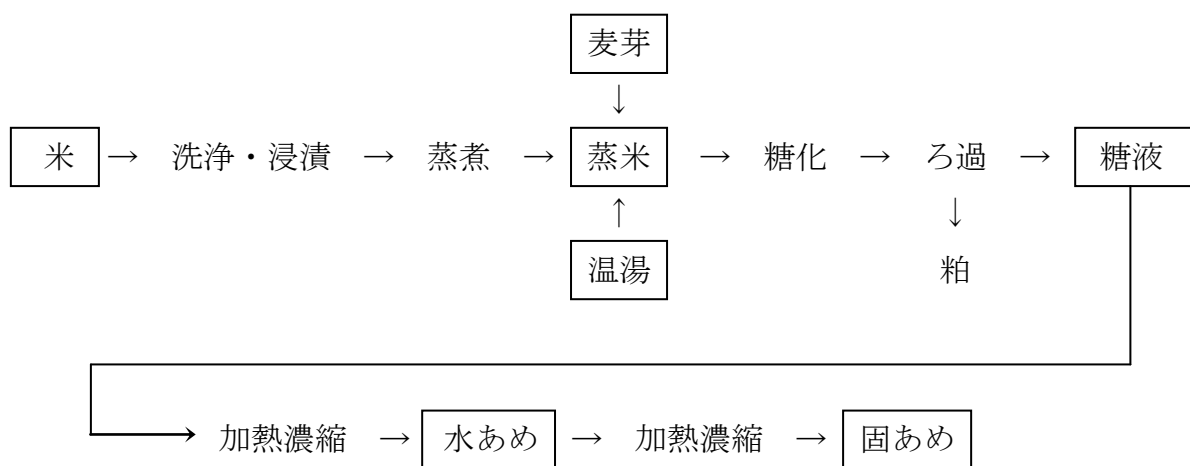 麦芽
↓
米 → 洗浄・浸漬 → 蒸煮 → 蒸米 → 糖化 → ろ過 → 糖液
↑ ↓
温湯 粕
加熱濃縮 → 水あめ → 加熱濃縮 → 固あめ